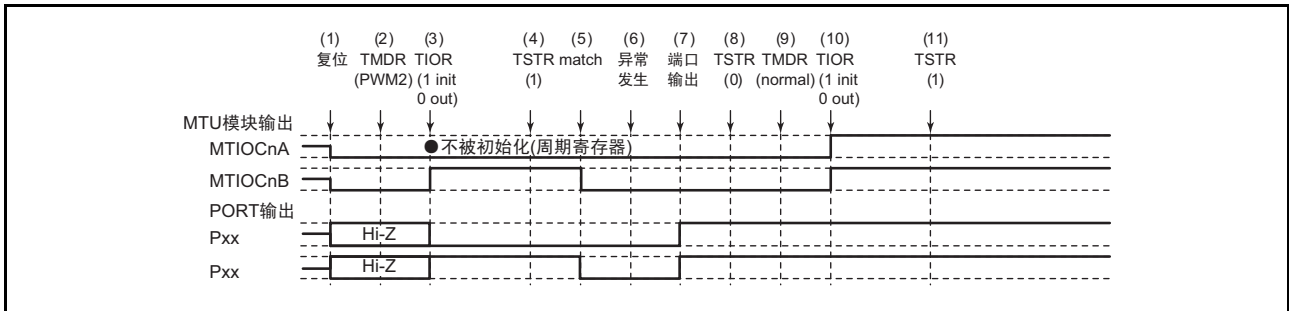 (1) (2) (3) (4) (5) (6) (7) (8) (9) (10) (11)
复位 TMDR TIOR TSTR match 异常 端口 TSTR TMDR TIOR TSTR
(PWM2) (1 init (1) 发生 输出 (0) (normal) (1 init (1)
0 out) 0 out)
MTU模块输出
MTIOCnA ●不被初始化(周期寄存器)
MTIOCnB
PORT输出
Pxx Hi-Z
Pxx Hi-Z